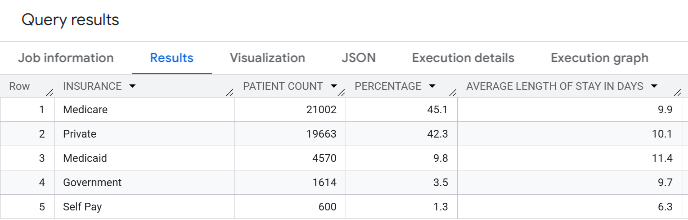 Query results
Job information Results Visualization JSON Execution details Execution graph
Row INSURANCE PATIENT COUNT PERCENTAGE AVERAGE LENGTH OF STAY IN DAYS
1 Medicare 21002 45.1 9.9
2 Private 19663 42.3 10.1
3 Medicaid 4570 9.8 11.4
4 Government 1614 3.5 9.7
5 Self Pay 600 1.3 6.3